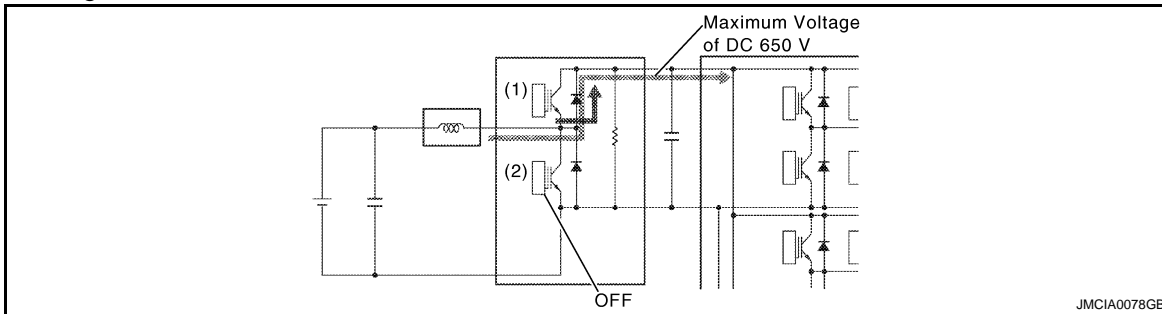 Maximum Voltage
of DC 650 V
(1)
(2)
OFF
JMCIA0078GB